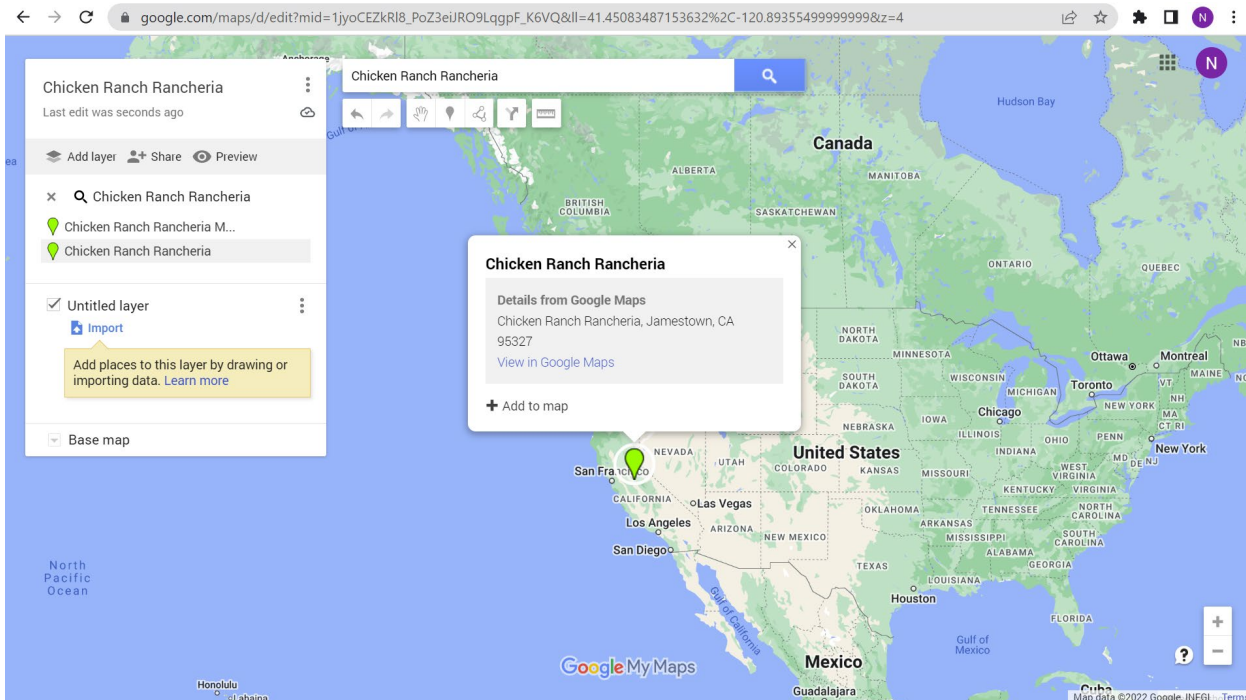 google.com/maps/d/edit?mid=1jyoCEZkRI8_PoZ3eiJRO9LqgpF_K6VQ&ll=41.45083487153632%2C-120.89355499999999&z=4
N
Chicken Ranch Rancheria
Last edit was seconds ago
Add layer
Share
Preview
Chicken Ranch Rancheria
Chicken Ranch Rancheria M...
Chicken Ranch Rancheria
Untitled layer
Import
Add places to this layer by drawing or
importing data. Learn more
Base map
Chicken Ranch Rancheria
N
Chicken Ranch Rancheria
Details from Google Maps
Chicken Ranch Rancheria, Jamestown, CA
95327
View in Google Maps
Add to map
Anchorage
Hudson Bay
Canada
ALBERTA
MANITOBA
BRITISH
COLUMBIA
SASKATCHEWAN
ONTARIO
QUEBEC
NORTH
DAKOTA
MINNESOTA
Ottawa
Montreal
NB
SOUTH
DAKOTA
WISCONSIN
MICHIGAN
Toronto
VT
MAINE
NH
NEW YORK
MA
CT RI
IOWA
Chicago
NEBRASKA
ILLINOIS
INDIANA
OHIO
PENN
New York
MD
DE NJ
NEVADA
UTAH
United States
COLORADO
KANSAS
MISSOURI
WEST
VIRGINIA
KENTUCKY
VIRGINIA
San Francisco
CALIFORNIA
Las Vegas
OKLAHOMA
TENNESSEE
NORTH
CAROLINA
Los Angeles
ARIZONA
NEW MEXICO
ARKANSAS
MISSISSIPPI
SOUTH
CAROLINA
San Diego
ALABAMA
GEORGIA
TEXAS
LOUISIANA
Houston
North
Pacific
Ocean
Gulf of California
FLORIDA
Gulf of
Mexico
Mexico
Guadalajara
Cuba
Honolulu
Lahaina
Google My Maps
Map data ©2022 Google, INEGI
Terms